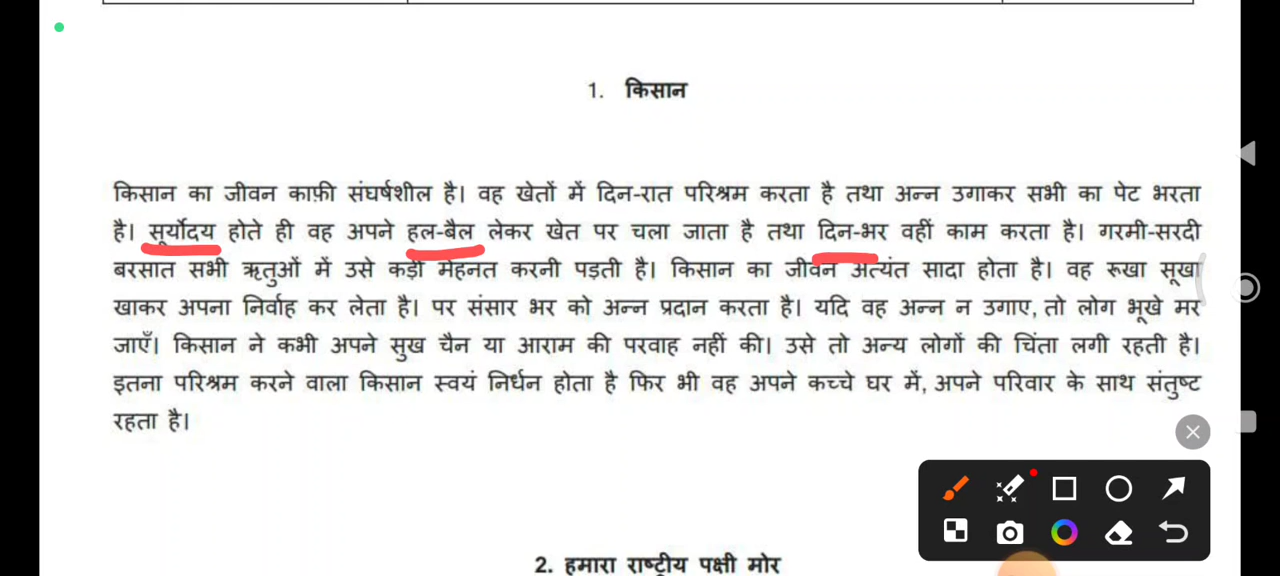 1. किसान
किसान का जीवन काफ़ी संघर्षशील है। वह खेतों में दिन-रात परिश्रम करता है तथा अन्न उगाकर सभी का पेट भरता
है। सूर्योदय होते ही वह अपने हल-बैल लेकर खेत पर चला जाता है तथा दिन-भर वहीं काम करता है। गरमी-सरदी
बरसात सभी ऋतुओं में उसे कड़ी मेहनत करनी पड़ती है। किसान का जीवन अत्यंत सादा होता है। वह रूखा सूखा
खाकर अपना निर्वाह कर लेता है। पर संसार भर को अन्न प्रदान करता है। यदि वह अन्न न उगाए, तो लोग भूखे मर
जाएँ। किसान ने कभी अपने सुख चैन या आराम की परवाह नहीं की। उसे तो अन्य लोगों की चिंता लगी रहती है।
इतना परिश्रम करने वाला किसान स्वयं निर्धन होता है फिर भी वह अपने कच्चे घर में, अपने परिवार के साथ संतुष्ट
रहता है।
2. हमारा राष्ट्रीय पक्षी मोर